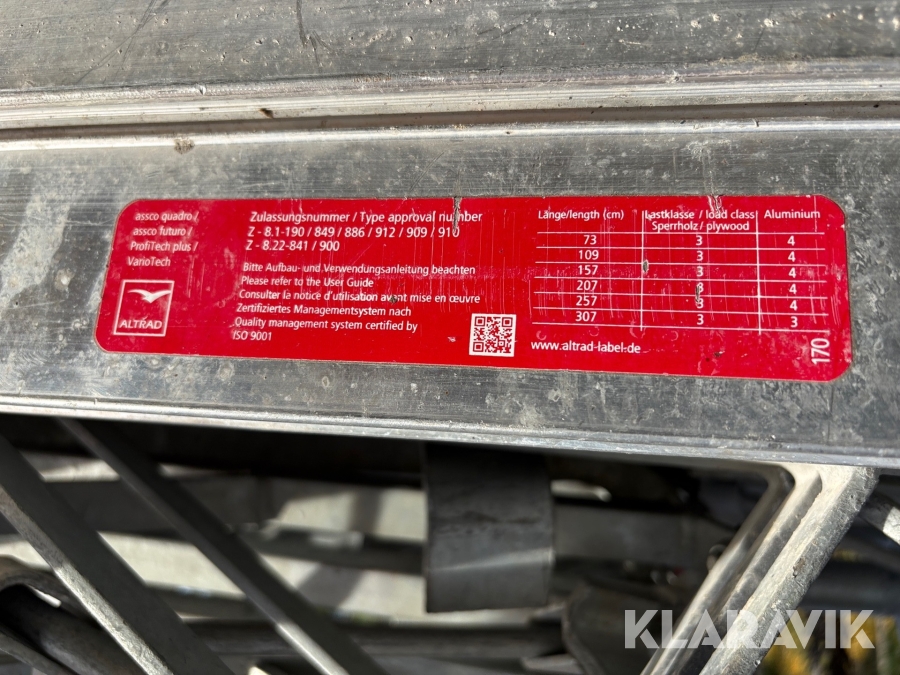 assco quadro /
assco futuro /
ProfiTech plus /
VarioTech
ALTRAD
Zulassungsnummer / Type approval number
Z - 8.1-190 / 849 / 886 / 912 / 909 / 910
Z - 8.22-841 / 900
Bitte Aufbau- und Verwendungsanleitung beachten
Please refer to the User Guide
Consulter la notice d'utilisation avant mise en œuvre
Zertifiziertes Managementsystem nach
Quality management system certified by
ISO 9001
Länge/length (cm) Lastklasse / load class Aluminium
Sperrholz / plywood
73 3 4
109 3 4
157 3 4
207 3 4
257 3 4
307 3 3
www.altrad-label.de
170
KLARAVIK